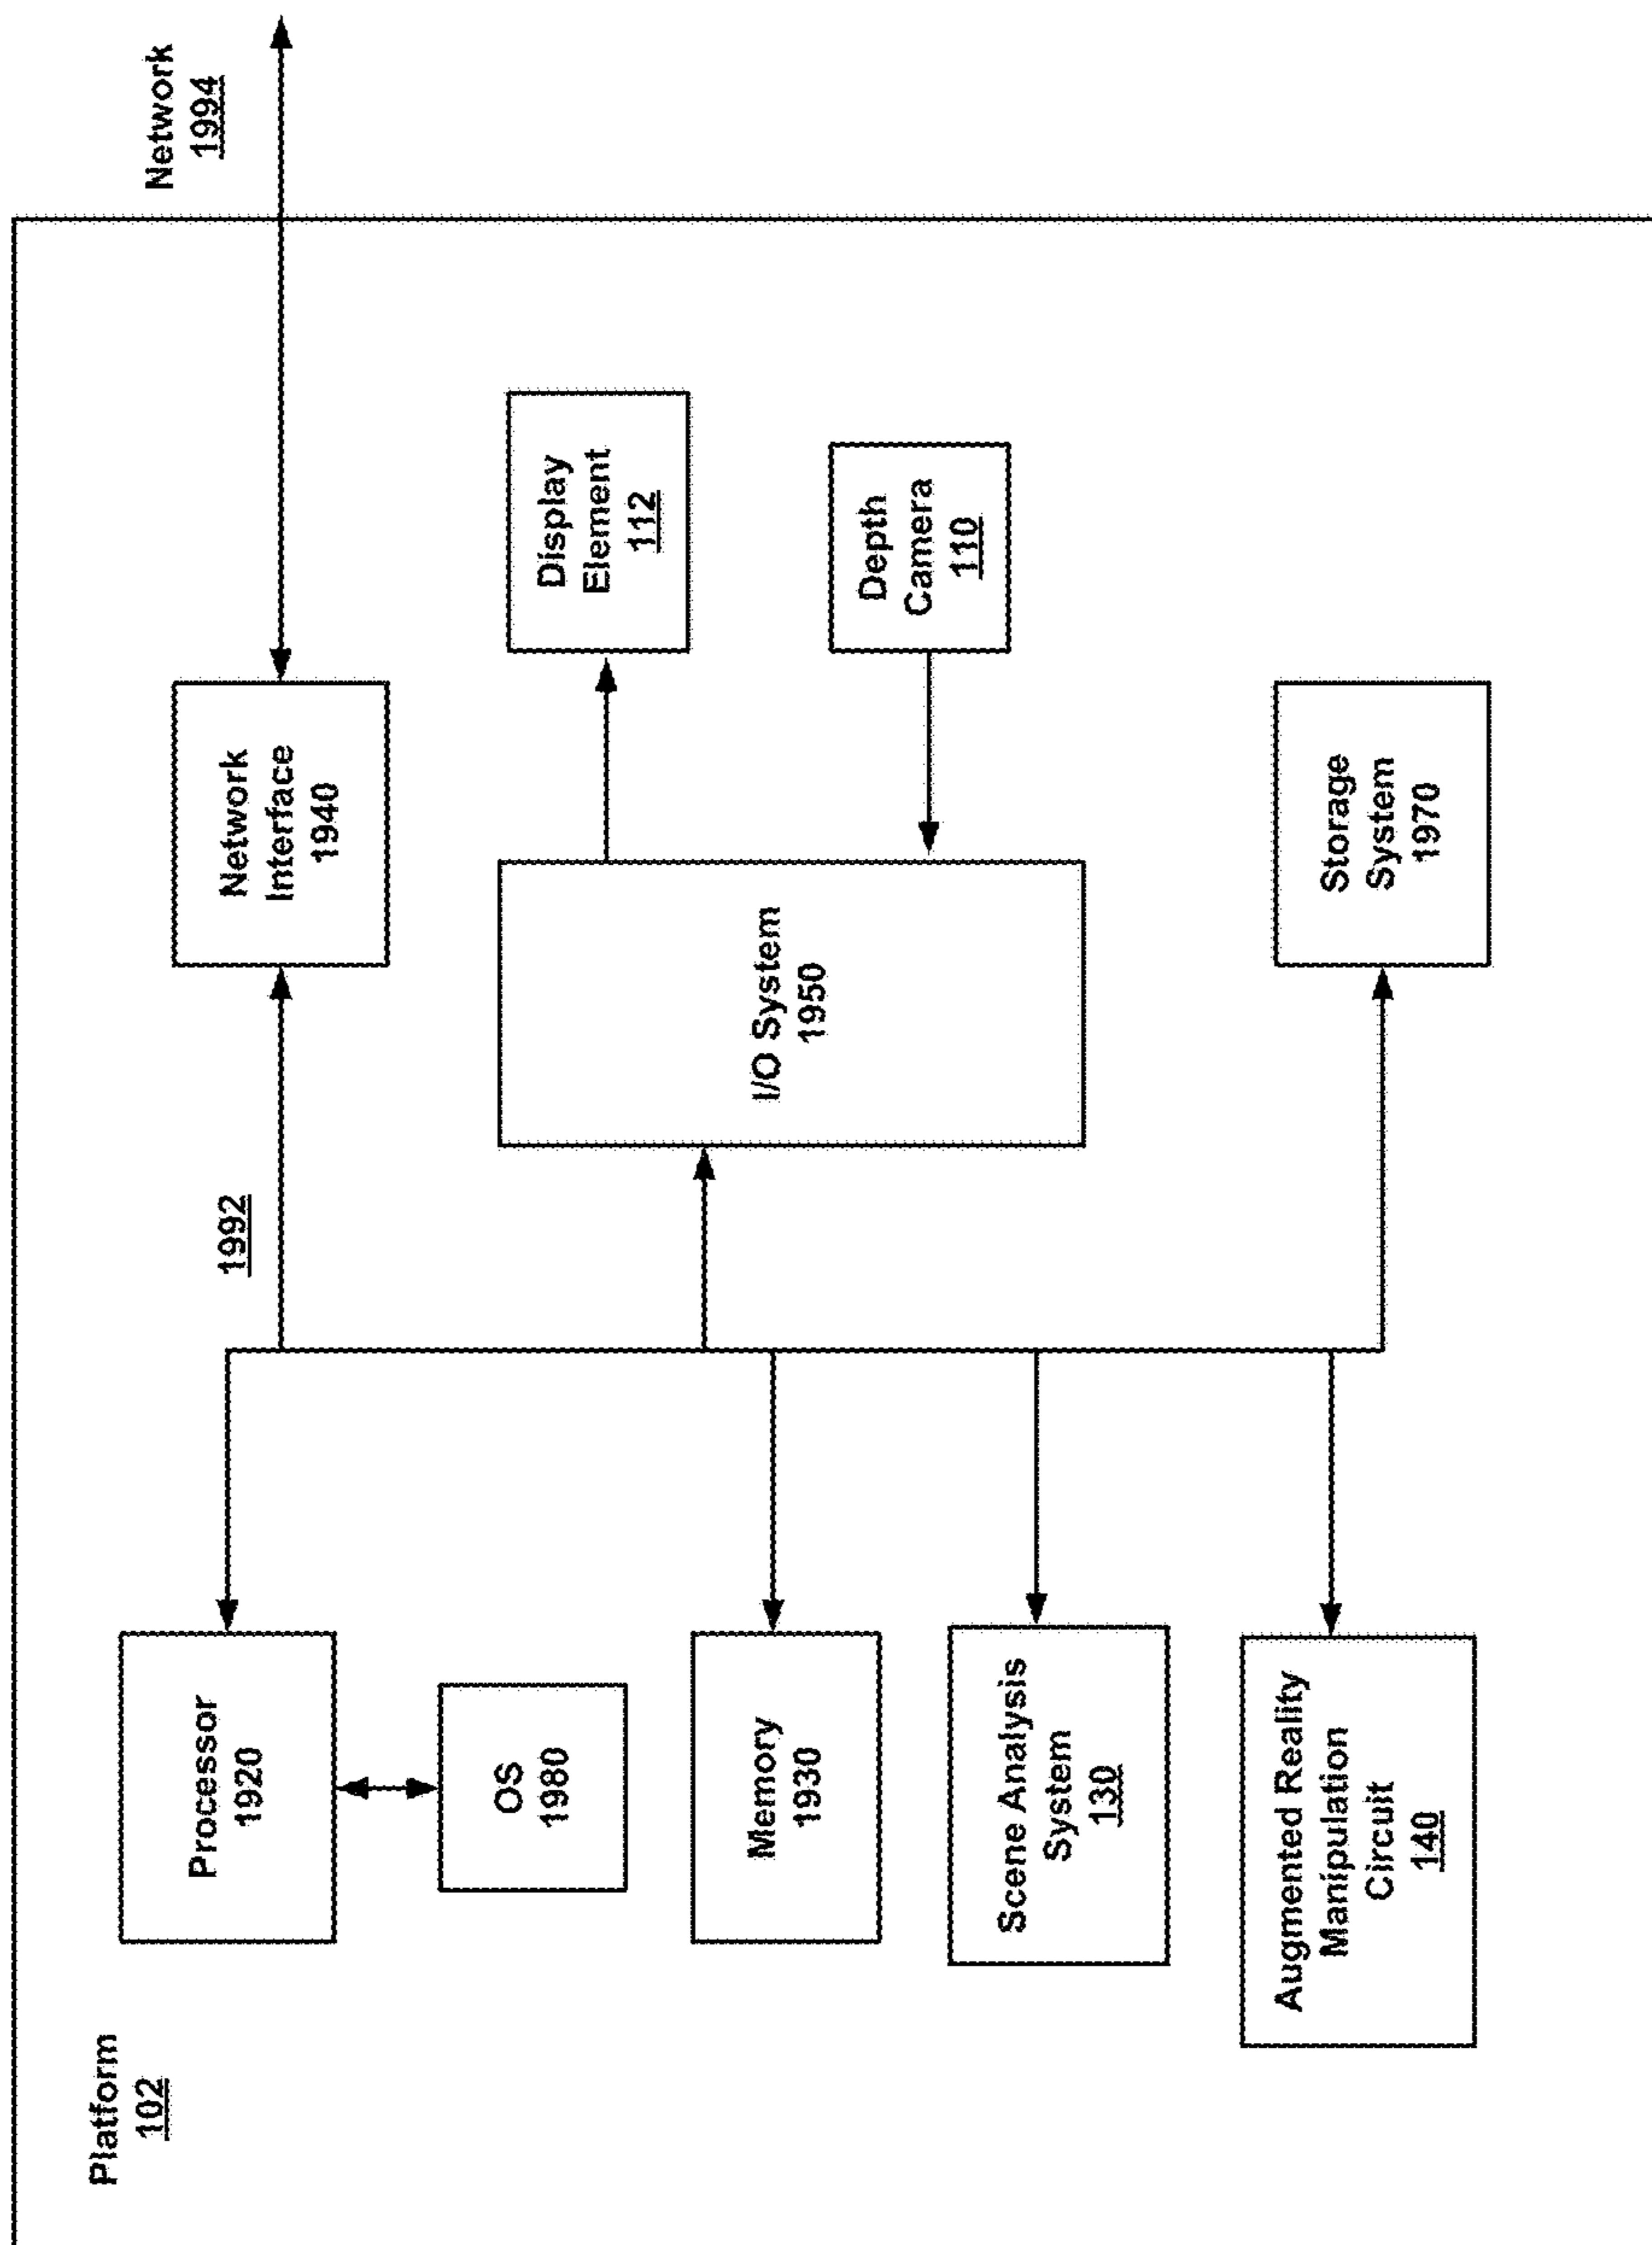 Platform
102
Processor
1920
OS
1980
Memory
1930
Scene Analysis
System
130
Augmented Reality
Manipulation
Circuit
140
1992
Network
Interface
1940
I/O System
1950
Storage
System
1970
Display
Element
112
Depth
Camera
110
Network
1994